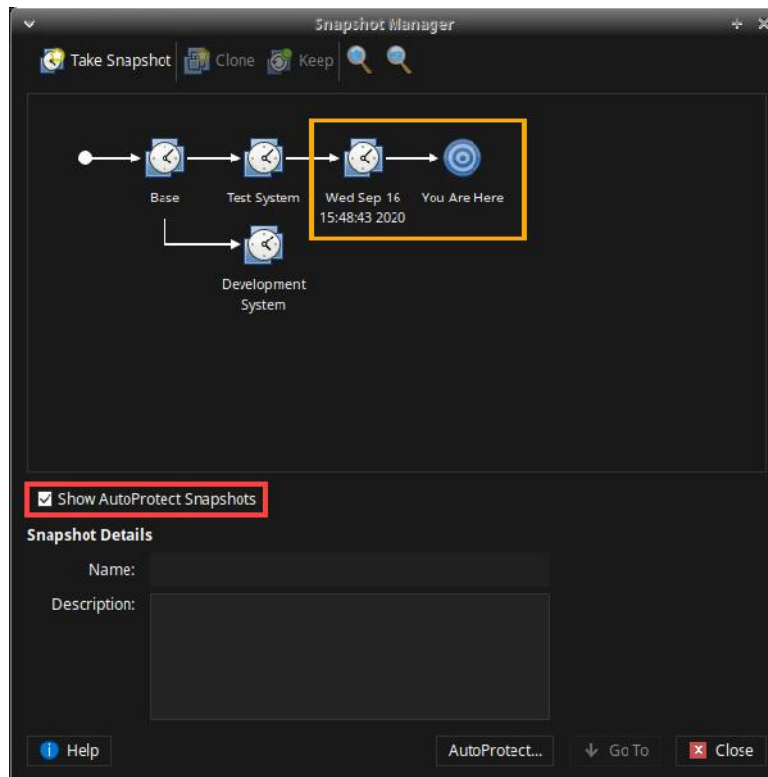 Snapshot Manager
Take Snapshot Clone Keep
Base Test System Wed Sep 16 You Are Here
15:48:43 2020
Development
System
Show AutoProtect Snapshots
Snapshot Details
Name:
Description:
Help AutoProtect... Go To Close